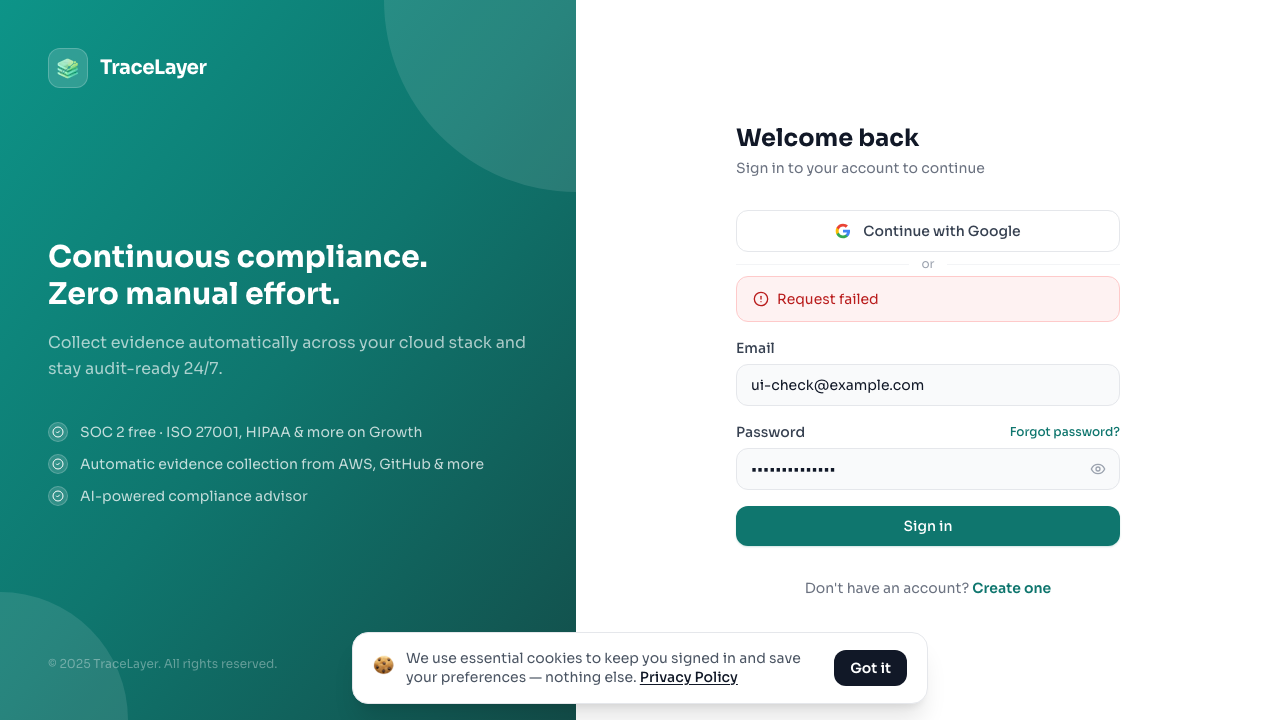 TraceLayer
Continuous compliance.
Zero manual effort.
Collect evidence automatically across your cloud stack and
stay audit-ready 24/7.
SOC 2 free · ISO 27001, HIPAA & more on Growth
Automatic evidence collection from AWS, GitHub & more
AI-powered compliance advisor
© 2025 TraceLayer. All rights reserved.
Welcome back
Sign in to your account to continue
Continue with Google
or
Request failed
Email
ui-check@example.com
Password
Forgot password?
••••••••••••••
Sign in
Don't have an account? Create one
We use essential cookies to keep you signed in and save
your preferences — nothing else. Privacy Policy
Got it